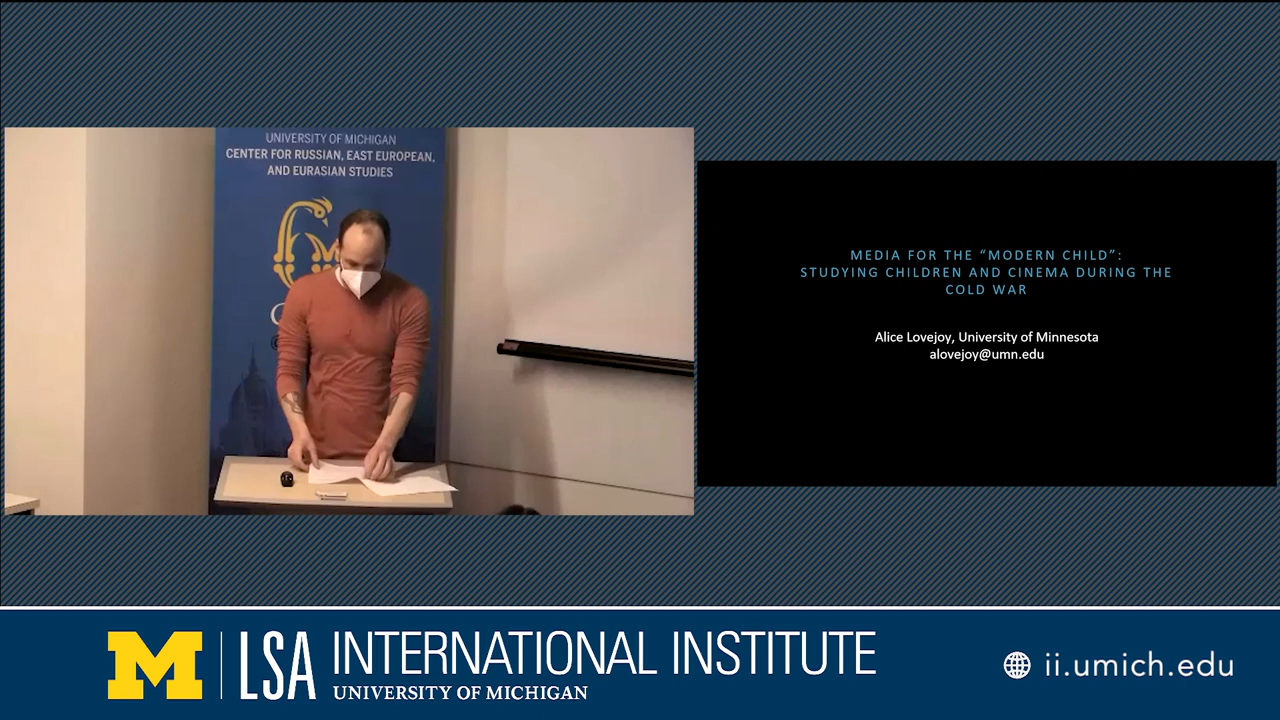 UNIVERSITY OF MICHIGAN
CENTER FOR RUSSIAN, EAST EUROPEAN,
AND EURASIAN STUDIES
MEDIA FOR THE “MODERN CHILD”:
STUDYING CHILDREN AND CINEMA DURING THE
COLD WAR
Alice Lovejoy, University of Minnesota
alovejoy@umn.edu
M LSA INTERNATIONAL INSTITUTE
UNIVERSITY OF MICHIGAN
ii.umich.edu